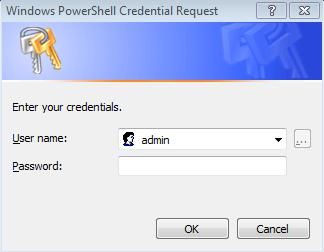 Windows PowerShell Credential Request
Enter your credentials.
User name: admin ...
Password:
OK Cancel